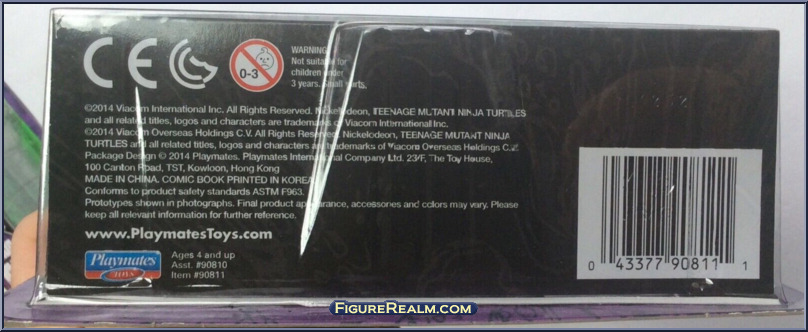 CE
0-3
WARNING:
Not suitable for
children under
3 years. Small parts.
©2014 Viacom International Inc. All Rights Reserved. Nickelodeon, TEENAGE MUTANT NINJA TURTLES
and all related titles, logos and characters are trademarks of Viacom International Inc.
©2014 Viacom Overseas Holdings C.V. All Rights Reserved. Nickelodeon, TEENAGE MUTANT NINJA
TURTLES and all related titles, logos and characters are trademarks of Viacom Overseas Holdings C.V.
Package Design © 2014 Playmates. Playmates International Company Ltd. 23/F, The Toy House,
100 Canton Road, TST, Kowloon, Hong Kong
MADE IN CHINA. COMIC BOOK PRINTED IN KOREA
Conforms to product safety standards ASTM F963.
Prototypes shown in photographs. Final product appearance, accessories and colors may vary. Please
keep all relevant information for further reference.
www.PlaymatesToys.com
Playmates
TOYS
Ages 4 and up
Asst. #90810
Item #90811
0 43377 90811 1
FIGUREREALM.COM